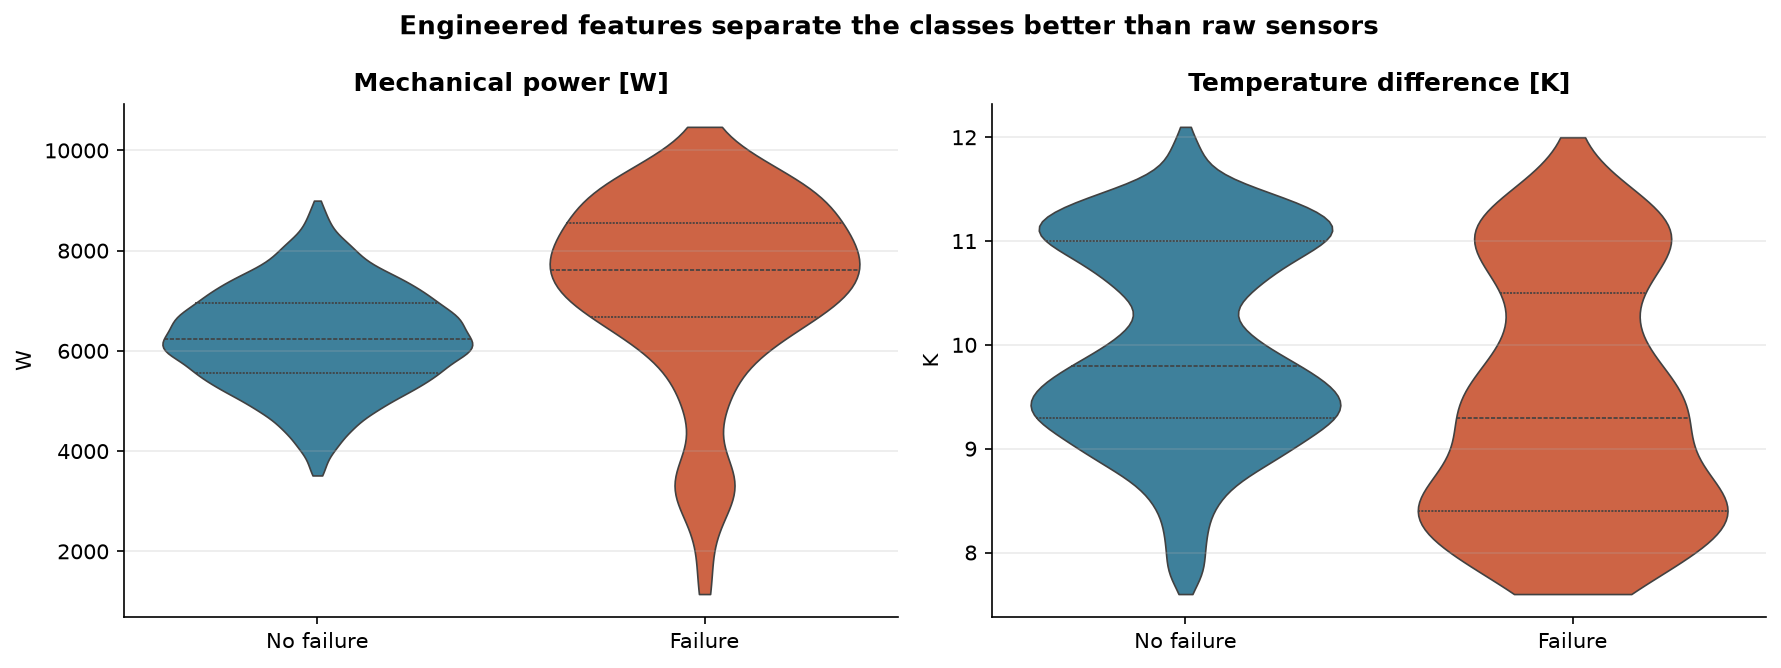 Engineered features separate the classes better than raw sensors
Mechanical power [W]
10000
8000
6000
4000
2000
W
No failure
Failure
Temperature difference [K]
12
11
10
9
8
K
No failure
Failure